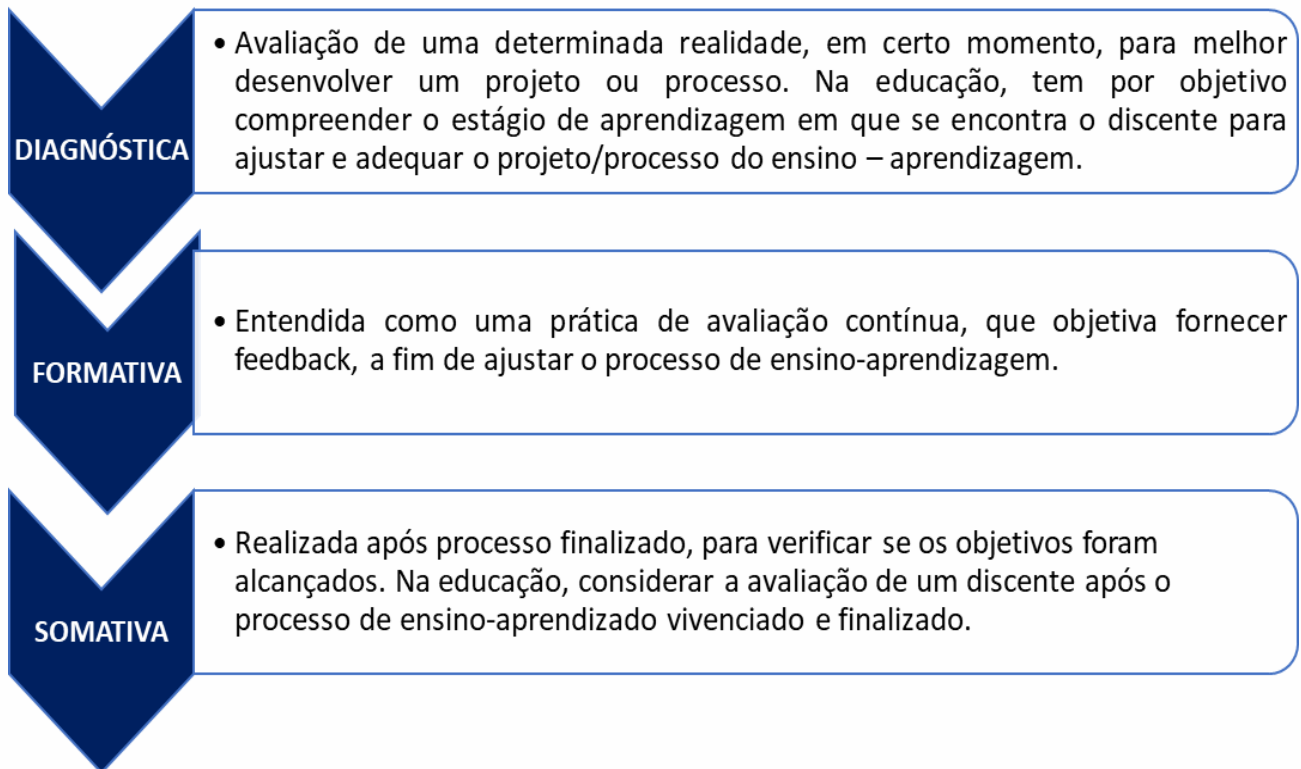 DIAGNÓSTICA
• Avaliação de uma determinada realidade, em certo momento, para melhor
desenvolver um projeto ou processo. Na educação, tem por objetivo
compreender o estágio de aprendizagem em que se encontra o discente para
ajustar e adequar o projeto/processo do ensino – aprendizagem.
FORMATIVA
• Entendida como uma prática de avaliação contínua, que objetiva fornecer
feedback, a fim de ajustar o processo de ensino-aprendizagem.
SOMATIVA
• Realizada após processo finalizado, para verificar se os objetivos foram
alcançados. Na educação, considerar a avaliação de um discente após o
processo de ensino-aprendizado vivenciado e finalizado.